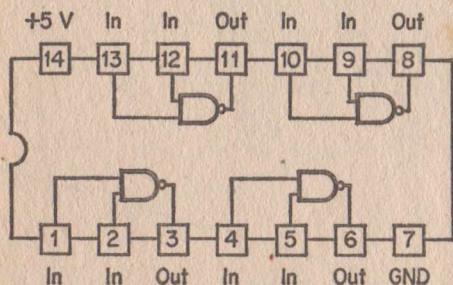 +5 V In In Out In In Out
14 13 12 11 10 9 8
1 2 3 4 5 6 7
In In Out In In Out GND